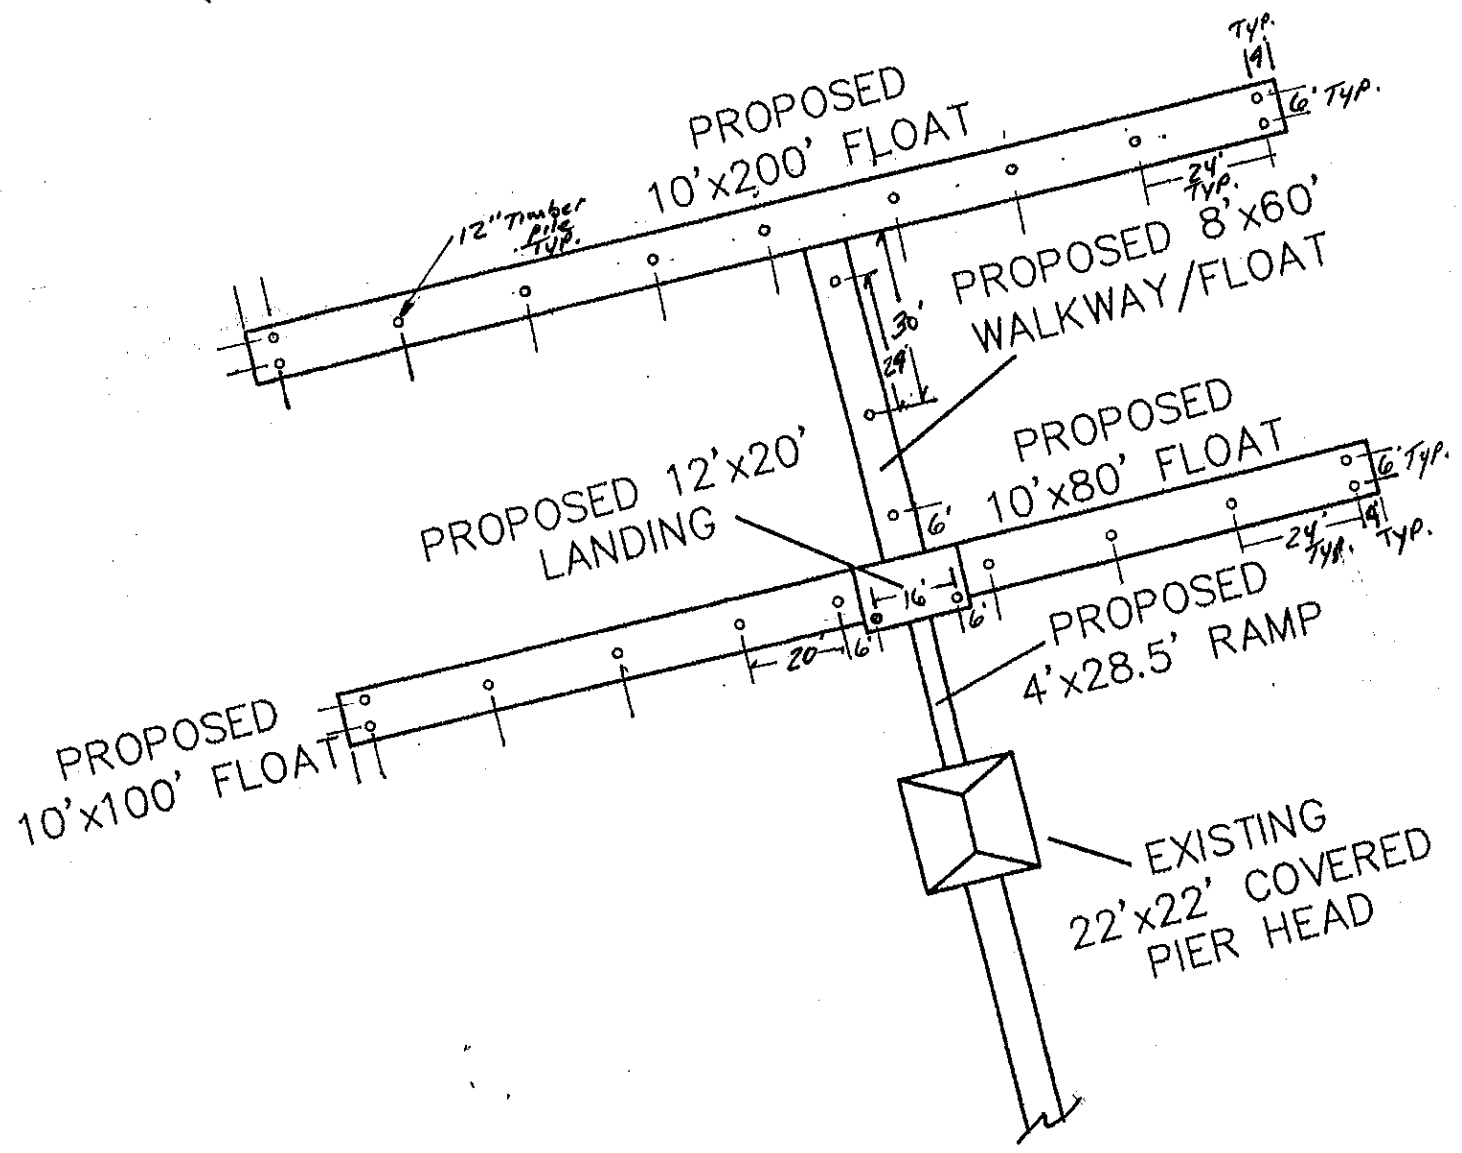 TYP.
4'
PROPOSED
10'x200' FLOAT
6' TYP.
24'
TYP.
12" Timber
pile
TYP.
PROPOSED 8'x60'
WALKWAY/FLOAT
30'
24'
PROPOSED
10'x80' FLOAT
6' TYP.
PROPOSED 12'x20'
LANDING
6'
24'
TYP.
4'
TYP.
16'
6'
20'
6'
PROPOSED
4'x28.5' RAMP
PROPOSED
10'x100' FLOAT
EXISTING
22'x22' COVERED
PIER HEAD